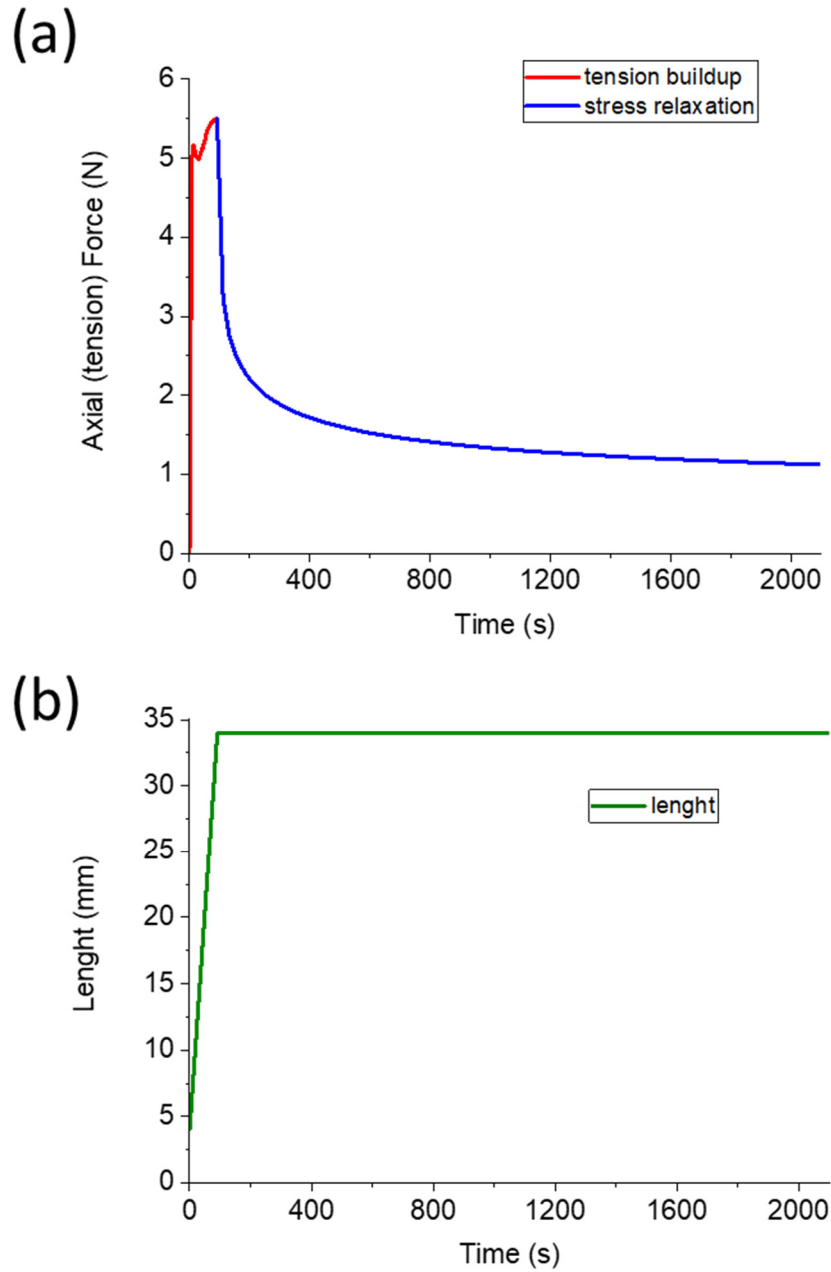 (a)
tension buildup
stress relaxation
Axial (tension) Force (N)
6
5
4
3
2
1
0
0 400 800 1200 1600 2000
Time (s)
(b)
lenght
Lenght (mm)
35
30
25
20
15
10
5
0
0 400 800 1200 1600 2000
Time (s)